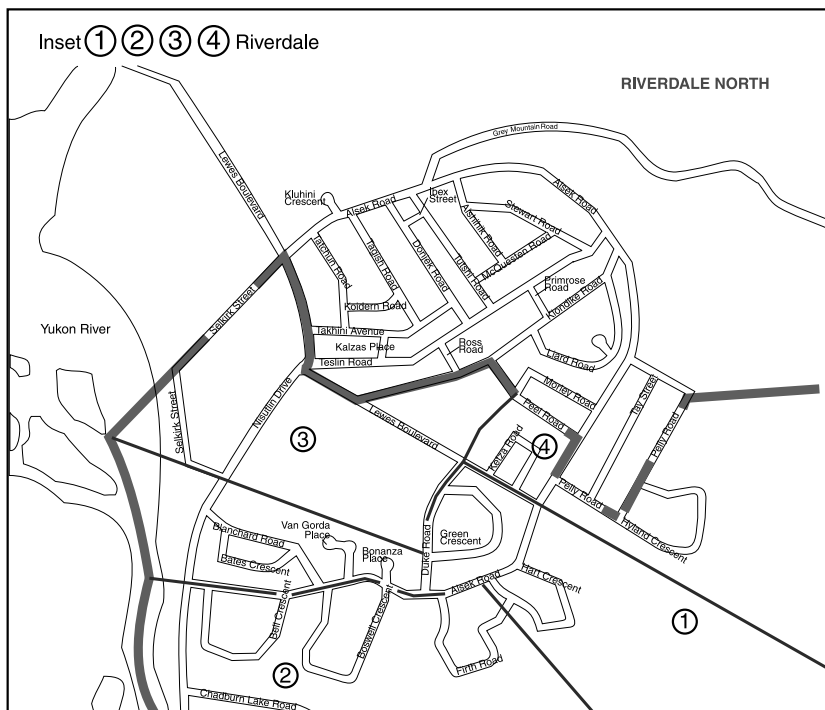 Inset 1 2 3 4 Riverdale
RIVERDALE NORTH
Grey Mountain Road
Lewes Boulevard
Kluhini
Crescent
Alsek Road
Ibex
Street
Alsek Road
Aishihik Road
Stewart Road
McQuesten Road
Tatchun Road
Tagish Road
Donjek Road
Tutshi Road
Selkirk Street
Primrose
Road
Klondike Road
Koidern Road
Yukon River
Takhini Avenue
Kalzas Place
Ross
Road
Teslin Road
Liard Road
Nisutlin Drive
Selkirk Street
Morley Road
Tay Street
Peel Road
Pelly Road
Lewes Boulevard
3
Ketza Road
4
Pelly Road
Hyland Crescent
Blanchard Road
Van Gorda
Place
Green
Crescent
Duke Road
Bates Crescent
Bonanza
Place
Hart Crescent
Alsek Road
Bell Crescent
Boswell Crescent
1
Firth Road
2
Chadburn Lake Road